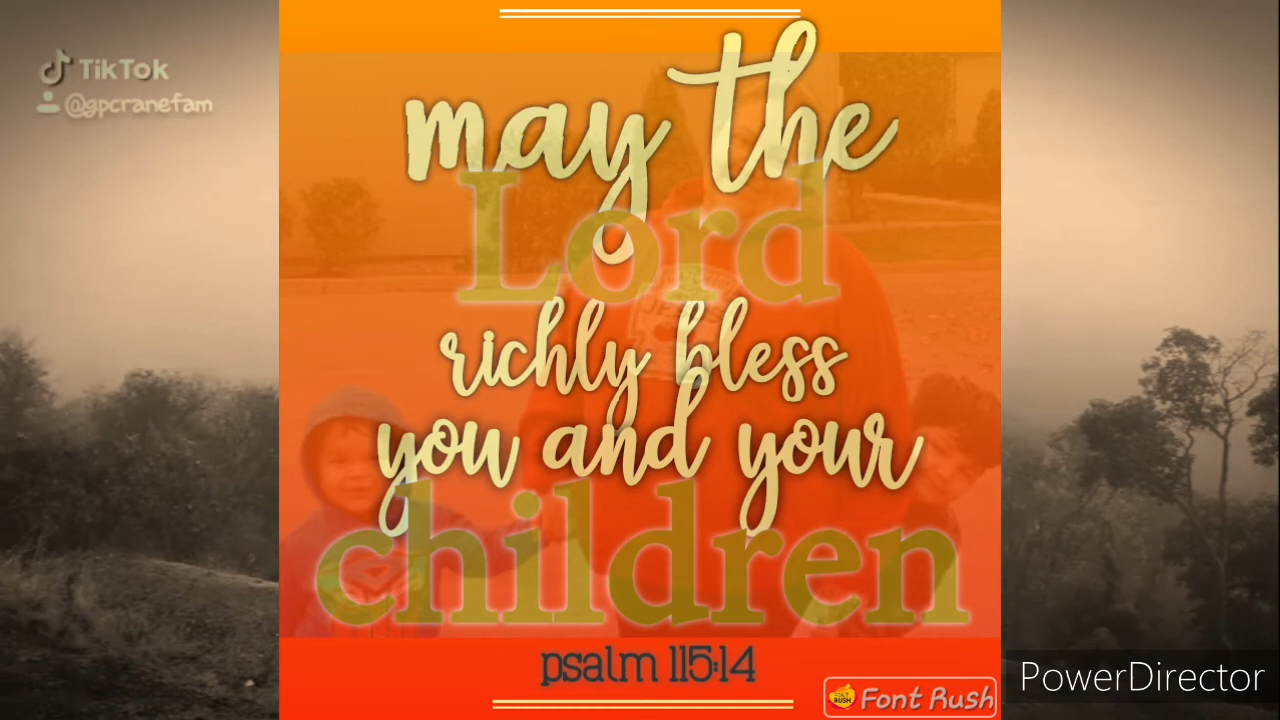 TikTok
@gpcranefam
may the
Lord
richly bless
you and your
children
psalm 115:14
Font Rush
PowerDirector